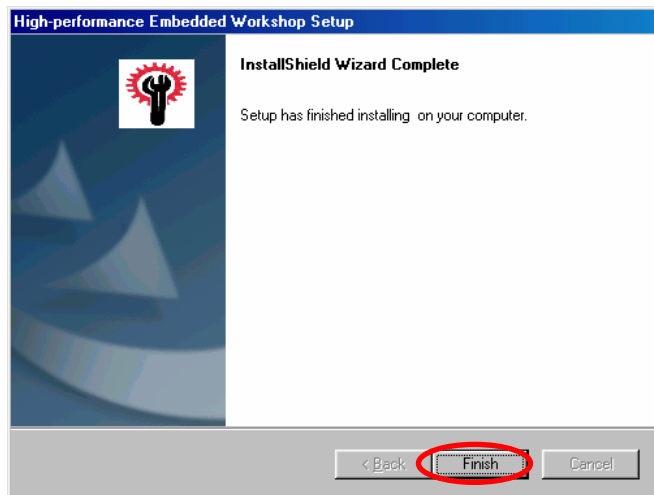 High-performance Embedded Workshop Setup
InstallShield Wizard Complete
Setup has finished installing  on your computer.
< Back Finish Cancel